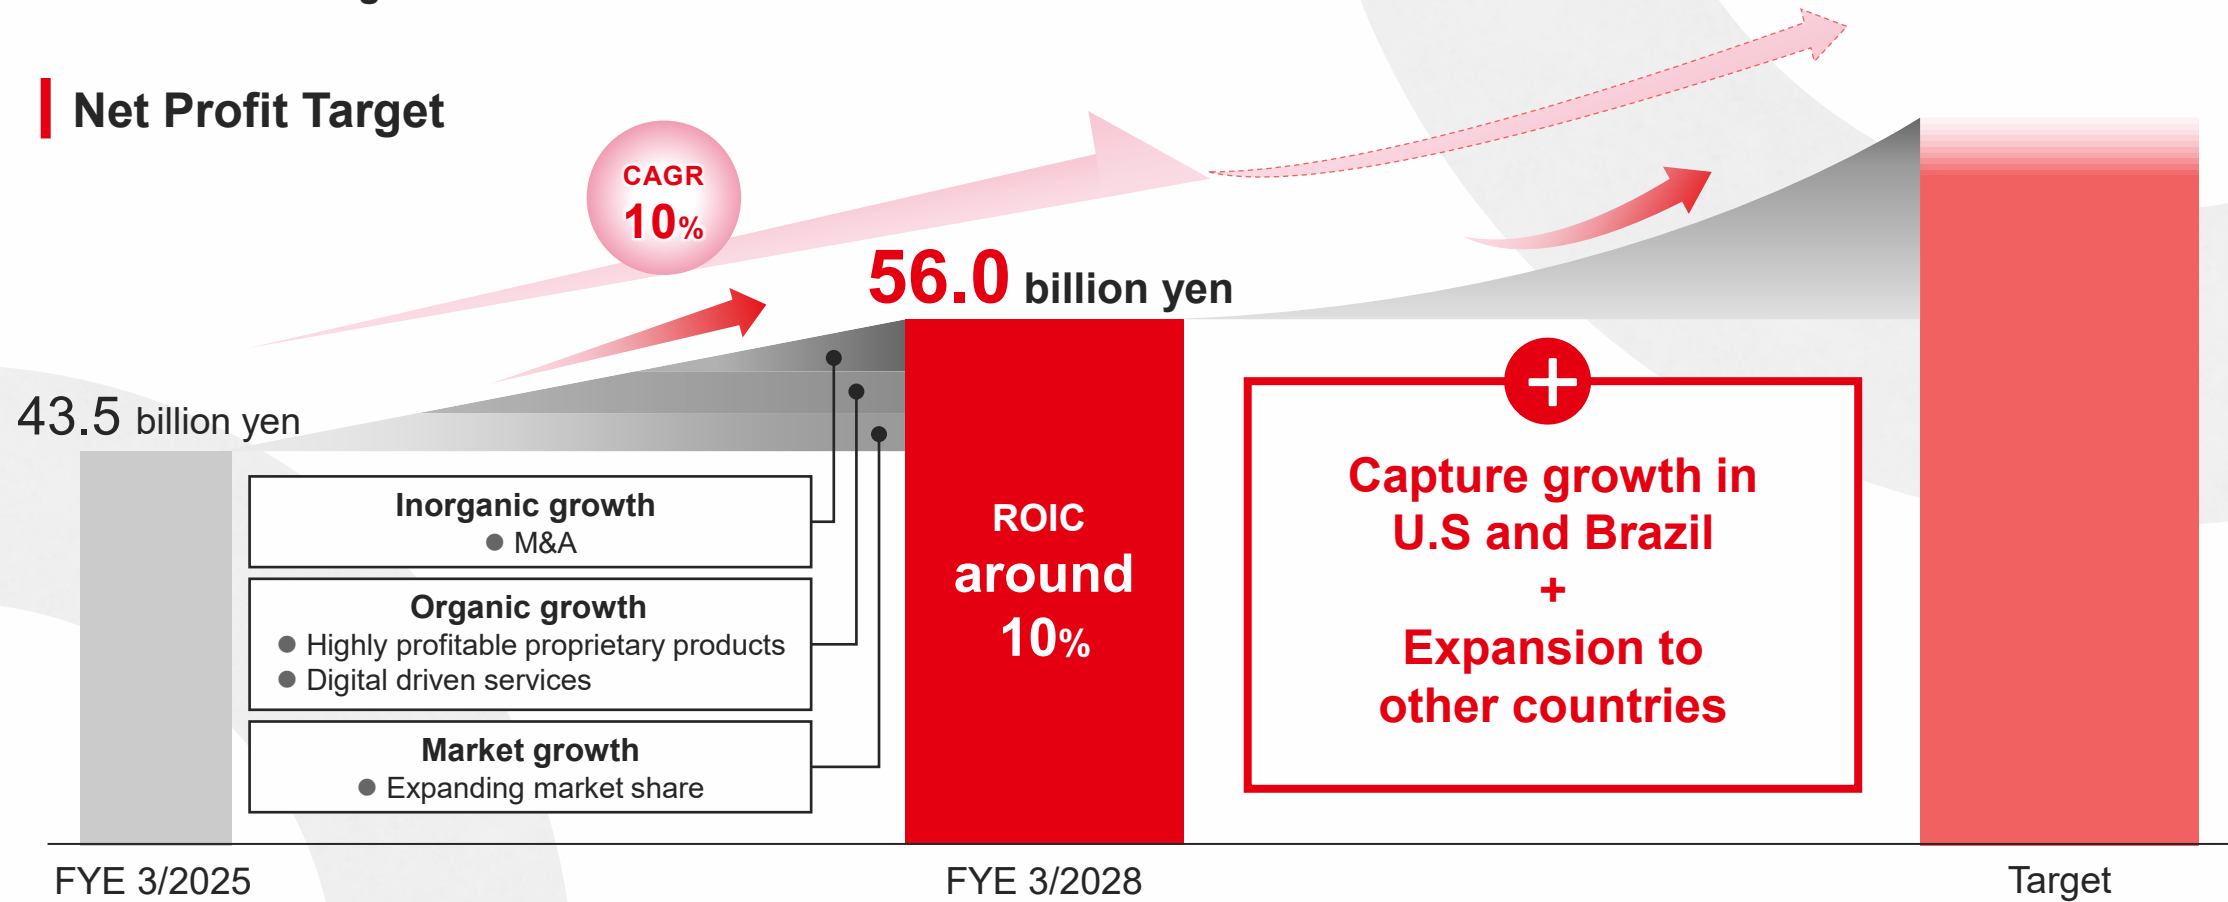 Net Profit Target
CAGR
10%
56.0 billion yen
43.5 billion yen
Inorganic growth
● M&A
Organic growth
● Highly profitable proprietary products
● Digital driven services
Market growth
● Expanding market share
ROIC
around
10%
+
Capture growth in
U.S and Brazil
+
Expansion to
other countries
FYE 3/2025
FYE 3/2028
Target